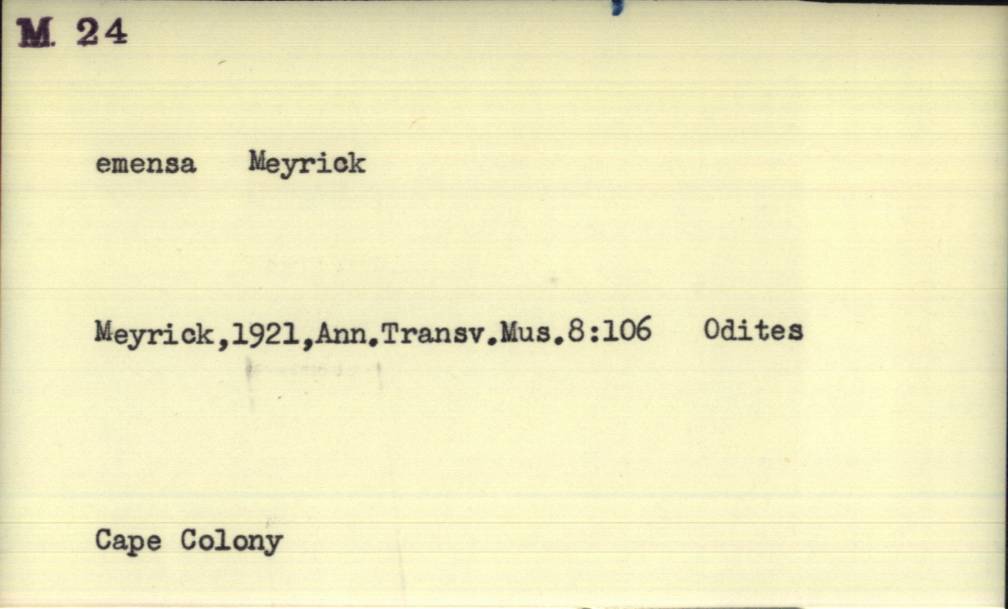 M. 24
emensa Meyrick
Meyrick,1921,Ann.Transv.Mus.8:106 Odites
Cape Colony